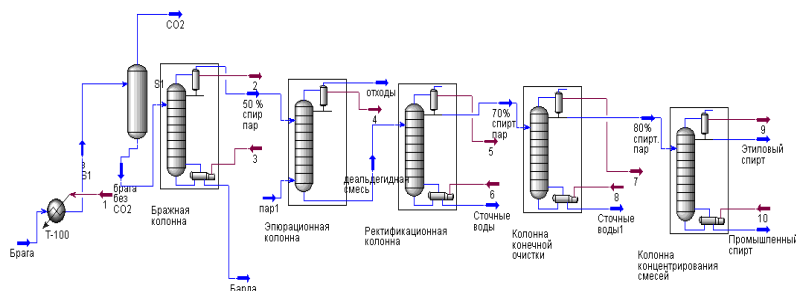 CO2
S1
в
S1
брага
без
CO2
1
T-100
Брага
2
50 %
спир
пар
3
Бражная
колонна
Барда
отходы
4
пар1
деальдегидная
смесь
Эпюрационная
колонна
70%
спирт,
пар
5
6
Сточные
воды
Ректификационная
колонна
80%
спирт.
пар
7
8
Сточные
воды1
Колонна
конечной
очистки
9
Этиловый
спирт
10
Промышленный
спирт
Колонна
концентрирования
смесей